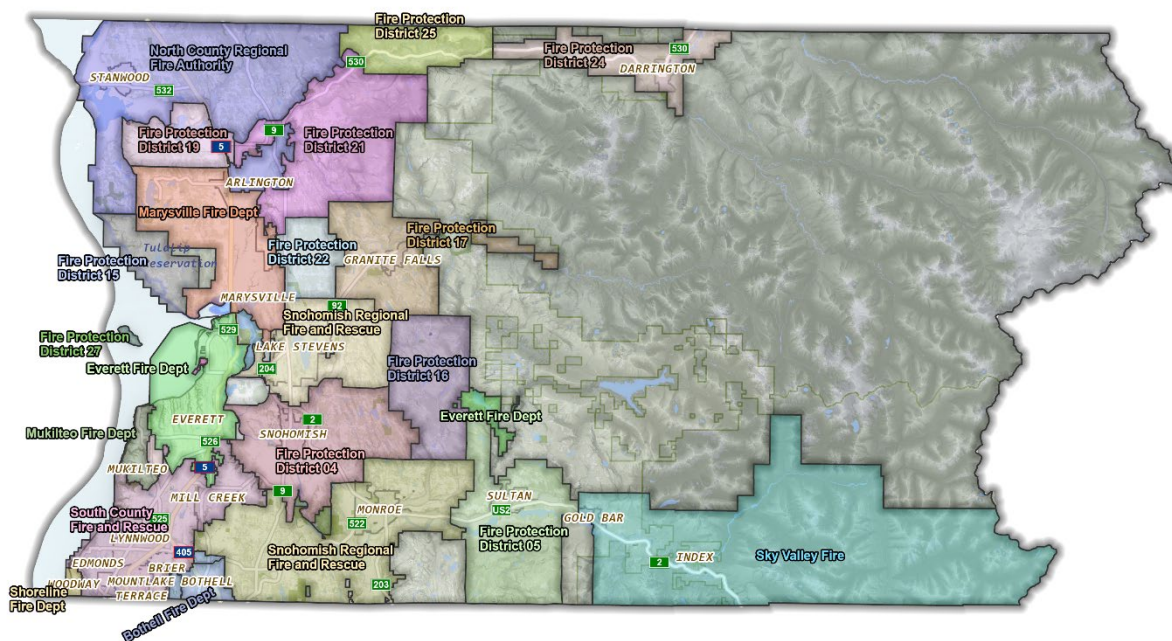 Fire Protection
District 25
North County Regional
Fire Authority
STANWOOD
532
530
Fire Protection
District 24
530
DARRINGTON
Fire Protection
District 19
5
9
Fire Protection
District 21
ARLINGTON
Marysville Fire Dept
Fire Protection
District 22
Fire Protection
District 17
GRANITE FALLS
Tulalip
Reservation
Fire Protection
District 15
MARYSVILLE
92
Snohomish Regional
Fire and Rescue
529
LAKE STEVENS
Fire Protection
District 27
Everett Fire Dept
204
Fire Protection
District 16
Everett Fire Dept
EVERETT
2
SNOHOMISH
Mukilteo Fire Dept
526
Fire Protection
District 04
MUKILTEO
5
MILL CREEK
9
MONROE
SULTAN
US2
South County
Fire and Rescue
525
522
GOLD BAR
LYNNWOOD
405
Snohomish Regional
Fire and Rescue
Fire Protection
District 05
2
INDEX
Sky Valley Fire
EDMONDS
BRIER
WOODWAY
MOUNTLAKE
TERRACE
BOTHELL
203
Shoreline
Fire Dept
Bothell Fire Dept